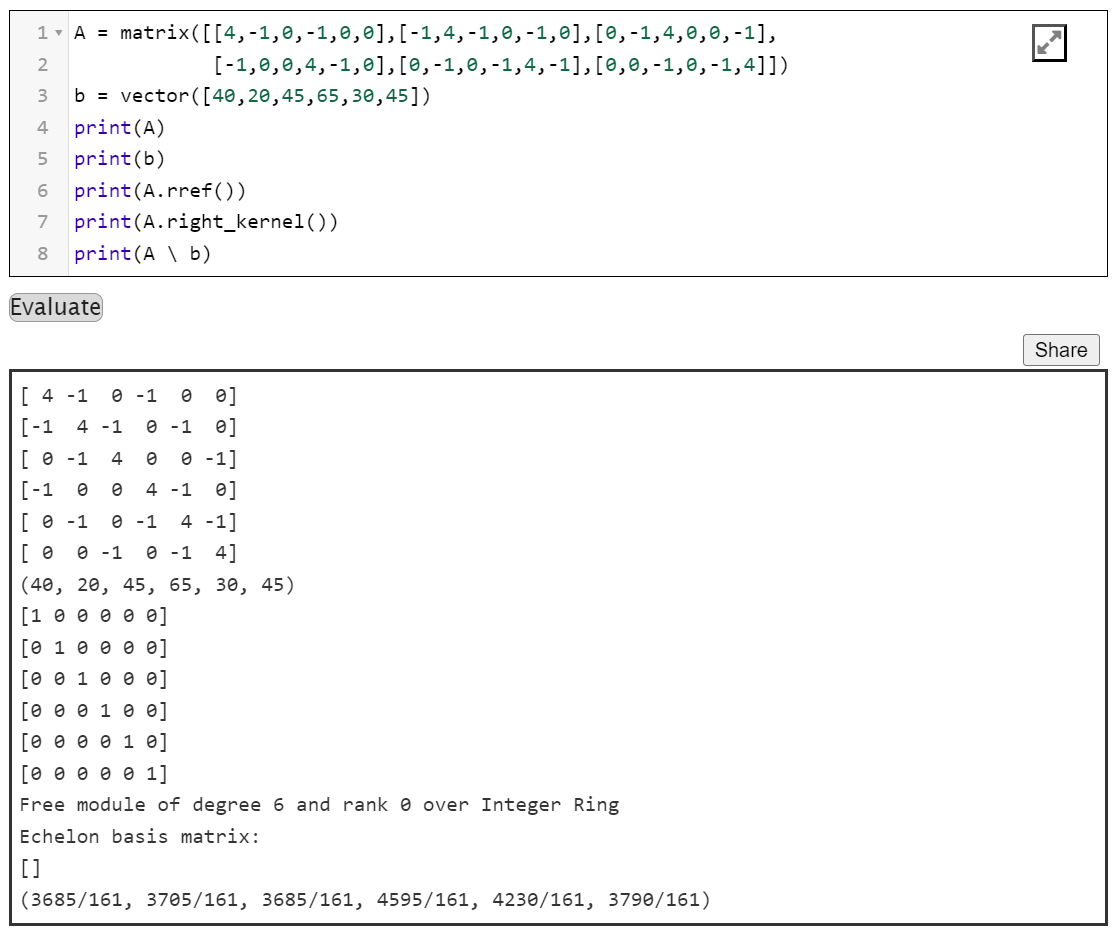 1 A = matrix([[4,-1,0,-1,0,0],[-1,4,-1,0,-1,0],[0,-1,4,0,0,-1],
2             [-1,0,0,4,-1,0],[0,-1,0,-1,4,-1],[0,0,-1,0,-1,4]])
3 b = vector([40,20,45,65,30,45])
4 print(A)
5 print(b)
6 print(A.rref())
7 print(A.right_kernel())
8 print(A \ b)
Evaluate
Share
[ 4 -1  0 -1  0  0]
[-1  4 -1  0 -1  0]
[ 0 -1  4  0  0 -1]
[-1  0  0  4 -1  0]
[ 0 -1  0 -1  4 -1]
[ 0  0 -1  0 -1  4]
(40, 20, 45, 65, 30, 45)
[1 0 0 0 0 0]
[0 1 0 0 0 0]
[0 0 1 0 0 0]
[0 0 0 1 0 0]
[0 0 0 0 1 0]
[0 0 0 0 0 1]
Free module of degree 6 and rank 0 over Integer Ring
Echelon basis matrix:
[]
(3685/161, 3705/161, 3685/161, 4595/161, 4230/161, 3790/161)